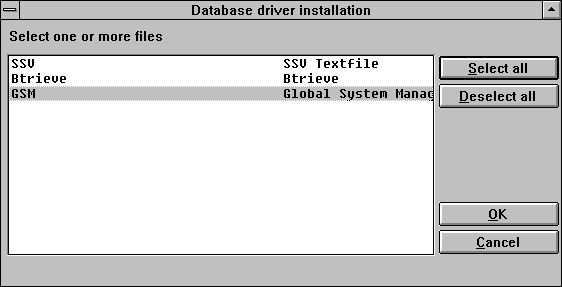 Database driver installation
Select one or more files
SSV SSV Textfile
Btrieve Btrieve
GSM Global System Manag
Select all
Deselect all
OK
Cancel